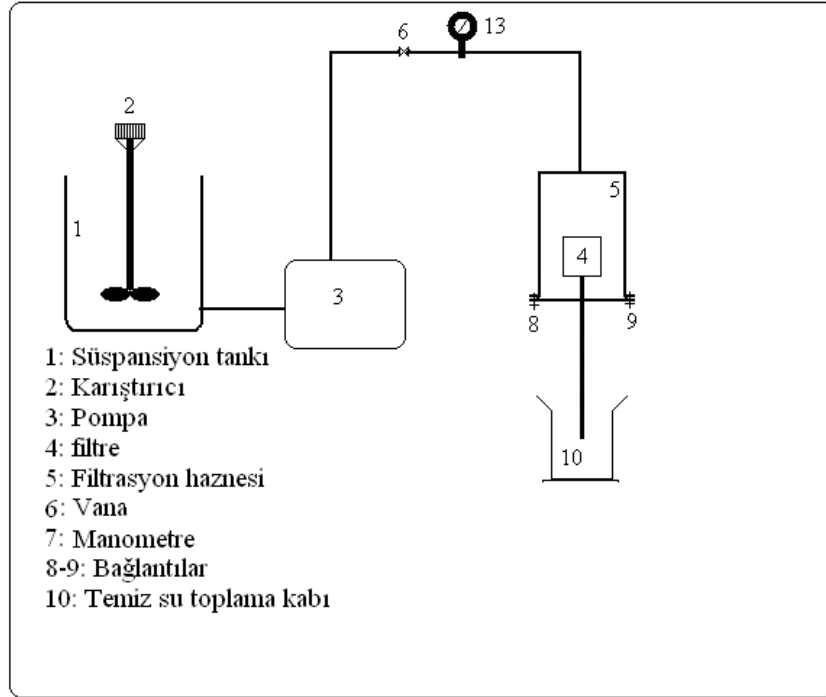 6
13
2
5
1
4
3
8
9
1: Süspansiyon tankı
2: Karıştırıcı
3: Pompa
4: filtre
10
5: Filtrasyon haznesi
6: Vana
7: Manometre
8-9: Bağlantılar
10: Temiz su toplama kabı